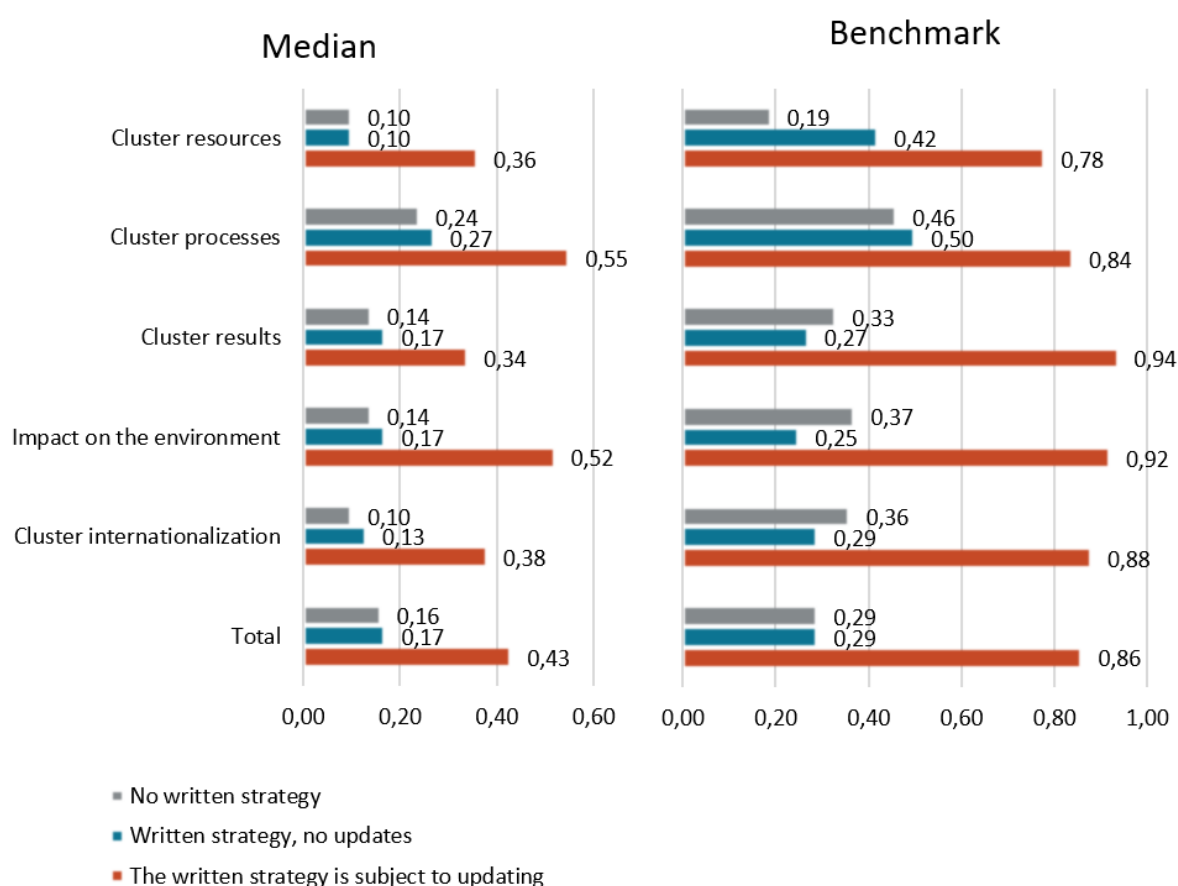 Median
Benchmark
Cluster resources
0,10
0,10
0,36
0,19
0,42
0,78
Cluster processes
0,24
0,27
0,55
0,46
0,50
0,84
Cluster results
0,14
0,17
0,34
0,33
0,27
0,94
Impact on the environment
0,14
0,17
0,52
0,37
0,25
0,92
Cluster internationalization
0,10
0,13
0,38
0,36
0,29
0,88
Total
0,16
0,17
0,43
0,29
0,29
0,86
0,00 0,20 0,40 0,60
0,00 0,20 0,40 0,60 0,80 1,00
No written strategy
Written strategy, no updates
The written strategy is subject to updating